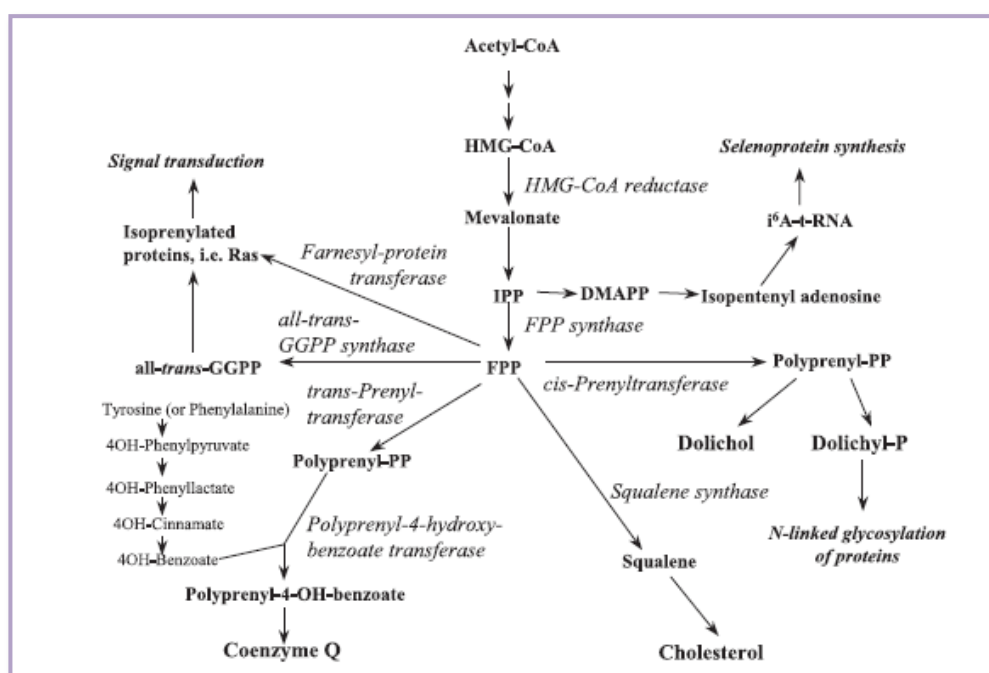 Acetyl-CoA
HMG-CoA
HMG-CoA reductase
Mevalonate
IPP
DMAPP
Isopentenyl adenosine
i⁶A-t-RNA
Selenoprotein synthesis
Signal transduction
Isoprenylated
proteins, i.e. Ras
Farnesyl-protein
transferase
FPP synthase
all-trans-
GGPP synthase
all-trans-GGPP
FPP
cis-Prenyltransferase
Polyprenyl-PP
trans-Prenyl-
transferase
Dolichol
Dolichyl-P
N-linked glycosylation
of proteins
Tyrosine (or Phenylalanine)
4OH-Phenylpyruvate
4OH-Phenyllactate
4OH-Cinnamate
4OH-Benzoate
Polyprenyl-PP
Polyprenyl-4-hydroxy-
benzoate transferase
Squalene synthase
Squalene
Polyprenyl-4-OH-benzoate
Coenzyme Q
Cholesterol